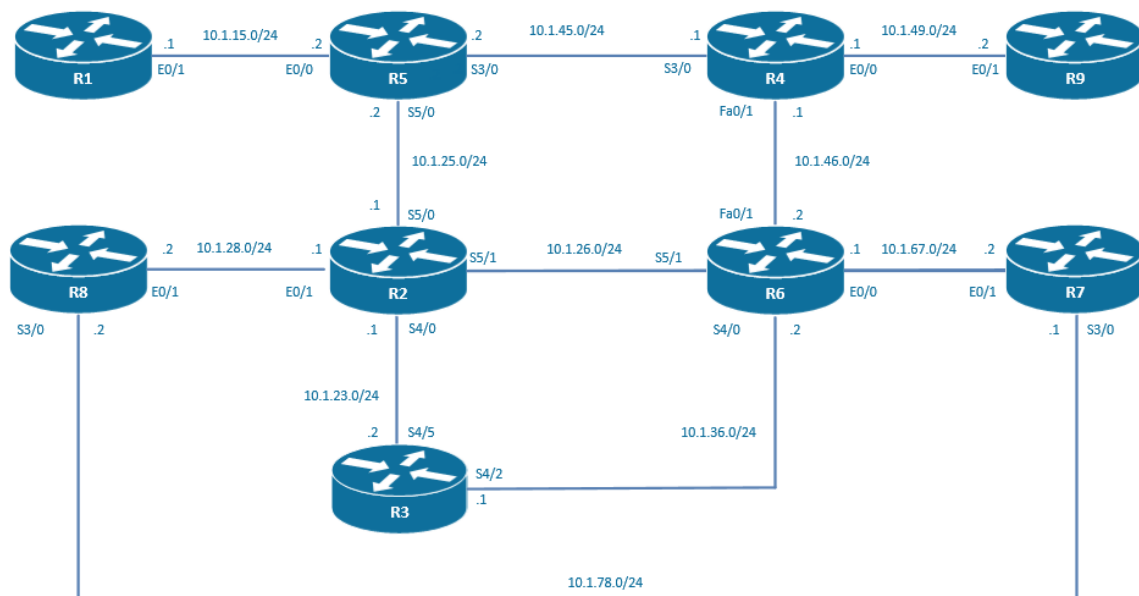 10.1.15.0/24
10.1.45.0/24
10.1.49.0/24
.1
.2
.2
.1
.1
.2
R1
E0/1
E0/0
R5
S3/0
S3/0
R4
E0/0
E0/1
R9
.2
S5/0
Fa0/1
.1
10.1.25.0/24
10.1.46.0/24
.1
S5/0
Fa0/1
.2
10.1.28.0/24
10.1.26.0/24
10.1.67.0/24
.2
.1
S5/1
S5/1
.1
.2
R8
E0/1
E0/1
R2
R6
E0/0
E0/1
R7
S3/0
.2
.1
S4/0
S4/0
.2
.1
S3/0
10.1.23.0/24
10.1.36.0/24
.2
S4/5
S4/2
.1
R3
10.1.78.0/24